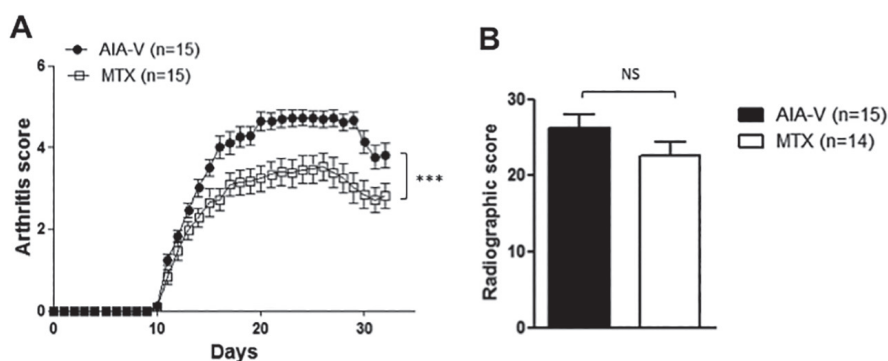 A
AIA-V (n=15)
MTX (n=15)
Arthritis score
6
4
2
0
***
0 10 20 30
Days
B
NS
Radiographic score
30
20
10
0
AIA-V (n=15)
MTX (n=14)